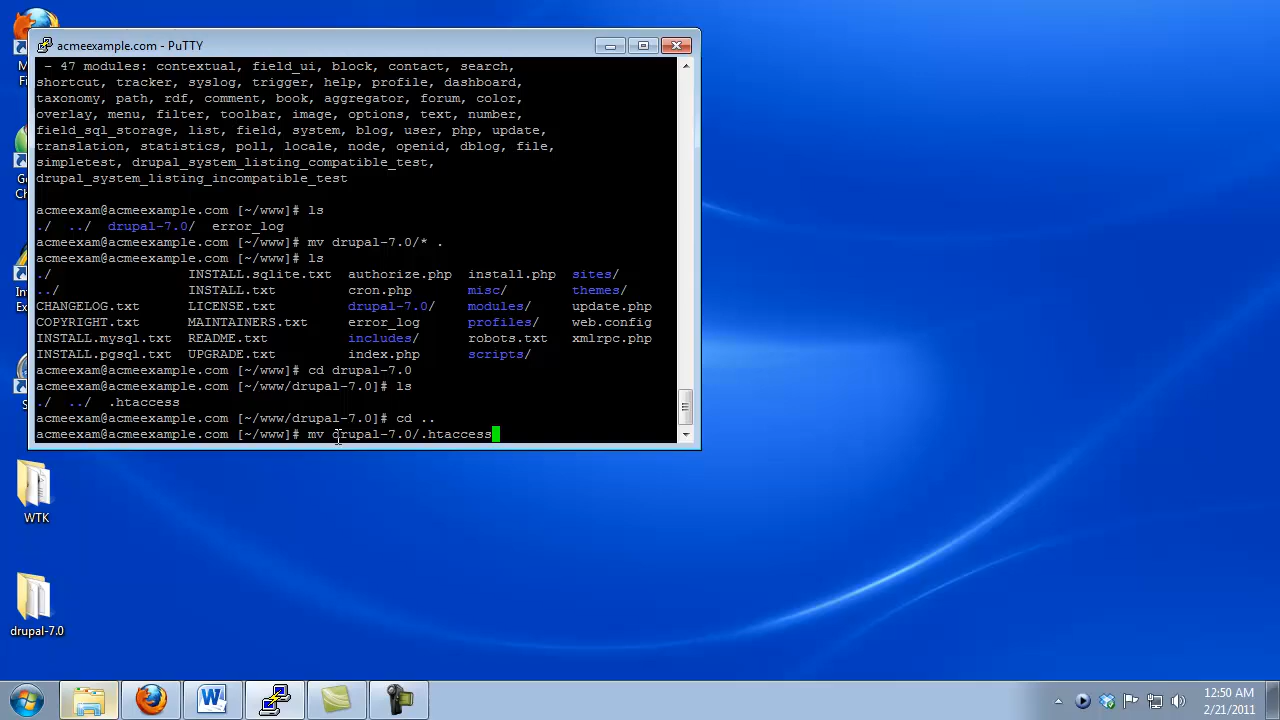 acmeexample.com - PuTTY
- 47 modules: contextual, field_ui, block, contact, search,
shortcut, tracker, syslog, trigger, help, profile, dashboard,
taxonomy, path, rdf, comment, book, aggregator, forum, color,
overlay, menu, filter, toolbar, image, options, text, number,
field_sql_storage, list, field, system, blog, user, php, update,
translation, statistics, poll, locale, node, openid, dblog, file,
simpletest, drupal_system_listing_compatible_test,
drupal_system_listing_incompatible_test
acmeexam@acmeexample.com [~/www]# ls
./ ../ drupal-7.0/ error_log
acmeexam@acmeexample.com [~/www]# mv drupal-7.0/* .
acmeexam@acmeexample.com [~/www]# ls
./ INSTALL.sqlite.txt authorize.php install.php sites/
../ INSTALL.txt cron.php misc/ themes/
CHANGELOG.txt LICENSE.txt drupal-7.0/ modules/ update.php
COPYRIGHT.txt MAINTAINERS.txt error_log profiles/ web.config
INSTALL.mysql.txt README.txt includes/ robots.txt xmlrpc.php
INSTALL.pgsql.txt UPGRADE.txt index.php scripts/
acmeexam@acmeexample.com [~/www]# cd drupal-7.0
acmeexam@acmeexample.com [~/www/drupal-7.0]# ls
./ ../ .htaccess
acmeexam@acmeexample.com [~/www/drupal-7.0]# cd ..
acmeexam@acmeexample.com [~/www]# mv drupal-7.0/.htaccess
WTK
drupal-7.0
12:50 AM
2/21/2011